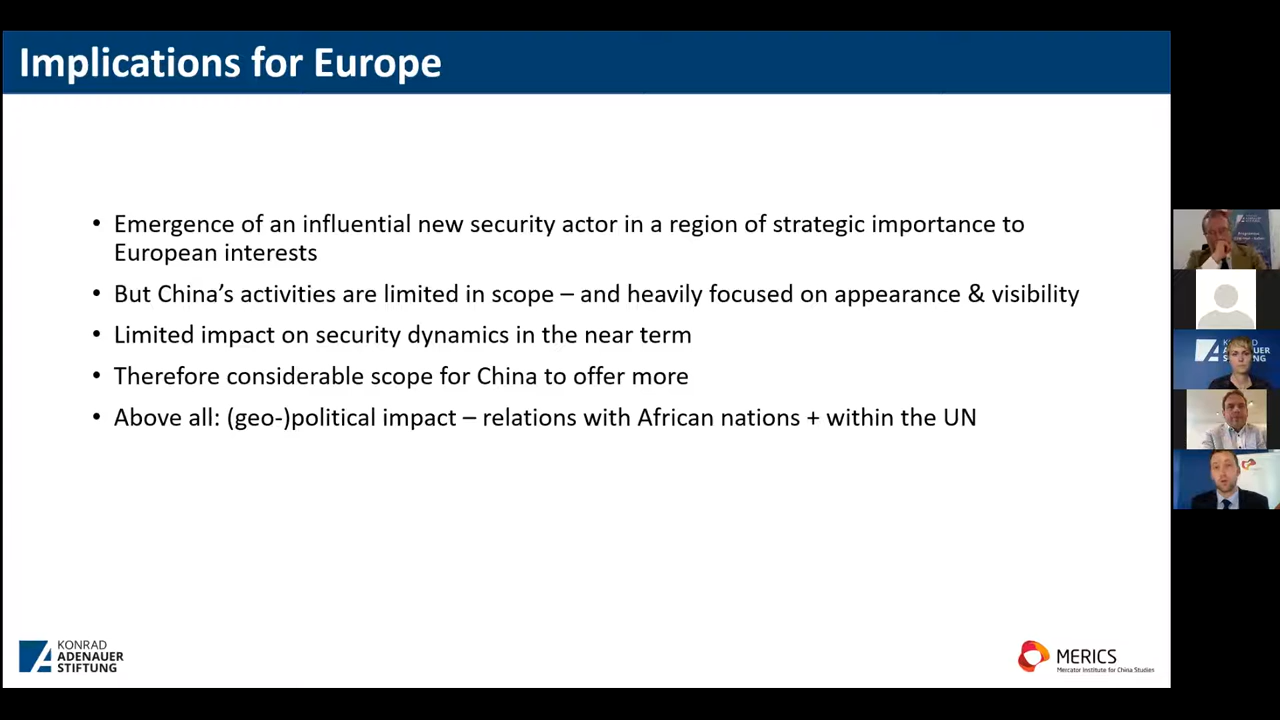 Implications for Europe
• Emergence of an influential new security actor in a region of strategic importance to
European interests
• But China’s activities are limited in scope – and heavily focused on appearance & visibility
• Limited impact on security dynamics in the near term
• Therefore considerable scope for China to offer more
• Above all: (geo-)political impact – relations with African nations + within the UN
KONRAD
ADENAUER
STIFTUNG
MERICS
Mercator Institute for China Studies